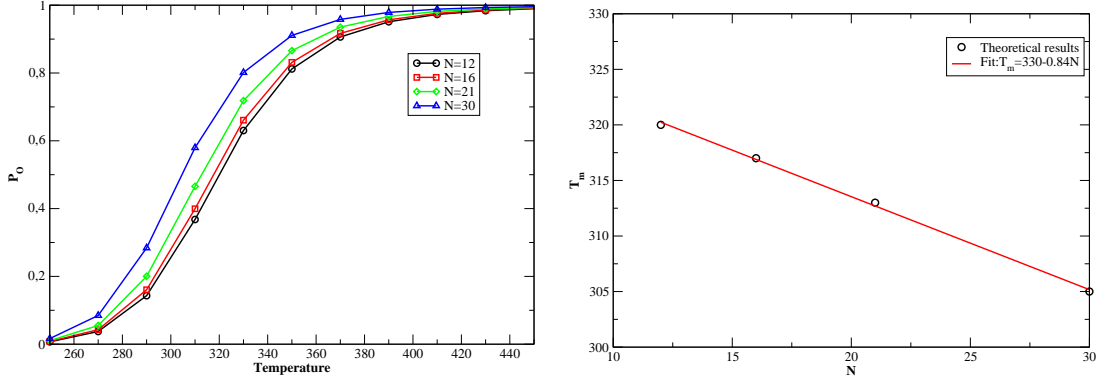 1
0,8
0,6
0,4
0,2
0
260 280 300 320 340 360 380 400 420 440
Temperature
P_O
N=12
N=16
N=21
N=30
330
325
320
315
310
305
300
10 15 20 25 30
N
T_m
Theoretical results
Fit:T_m=330-0.84N